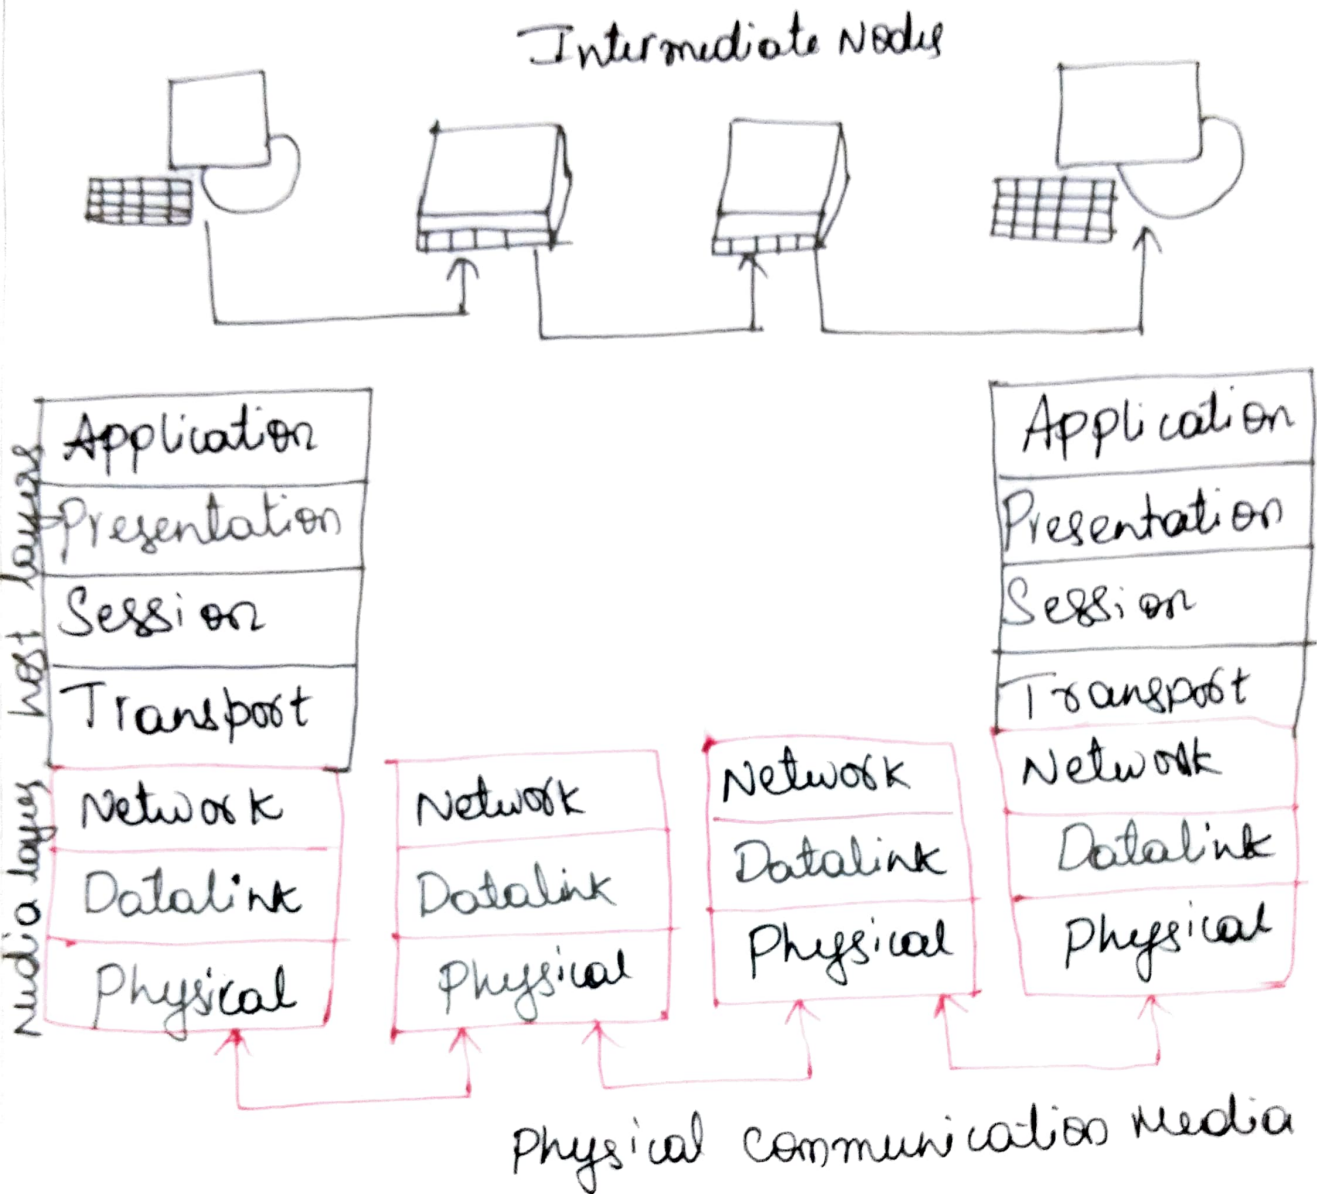 Intermediate Nodes
host layers
Application
Presentation
Session
Transport
Media layers
Network
Datalink
Physical
Network
Datalink
Physical
Network
Datalink
Physical
Application
Presentation
Session
Transport
Network
Datalink
Physical
Physical communication Media